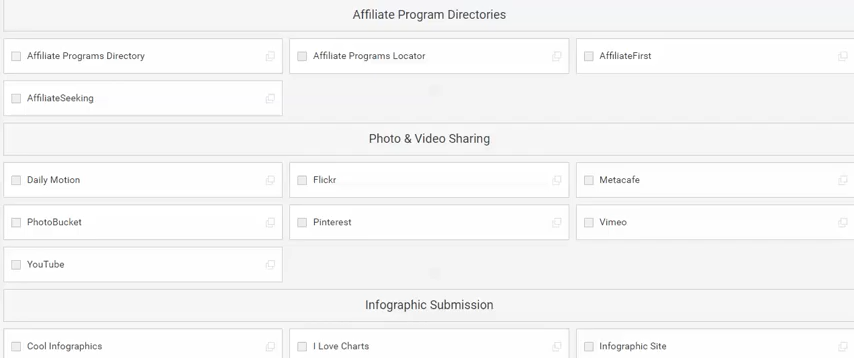 Affiliate Program Directories
Affiliate Programs Directory
Affiliate Programs Locator
AffiliateFirst
AffiliateSeeking
Photo & Video Sharing
Daily Motion
Flickr
Metacafe
PhotoBucket
Pinterest
Vimeo
YouTube
Infographic Submission
Cool Infographics
I Love Charts
Infographic Site